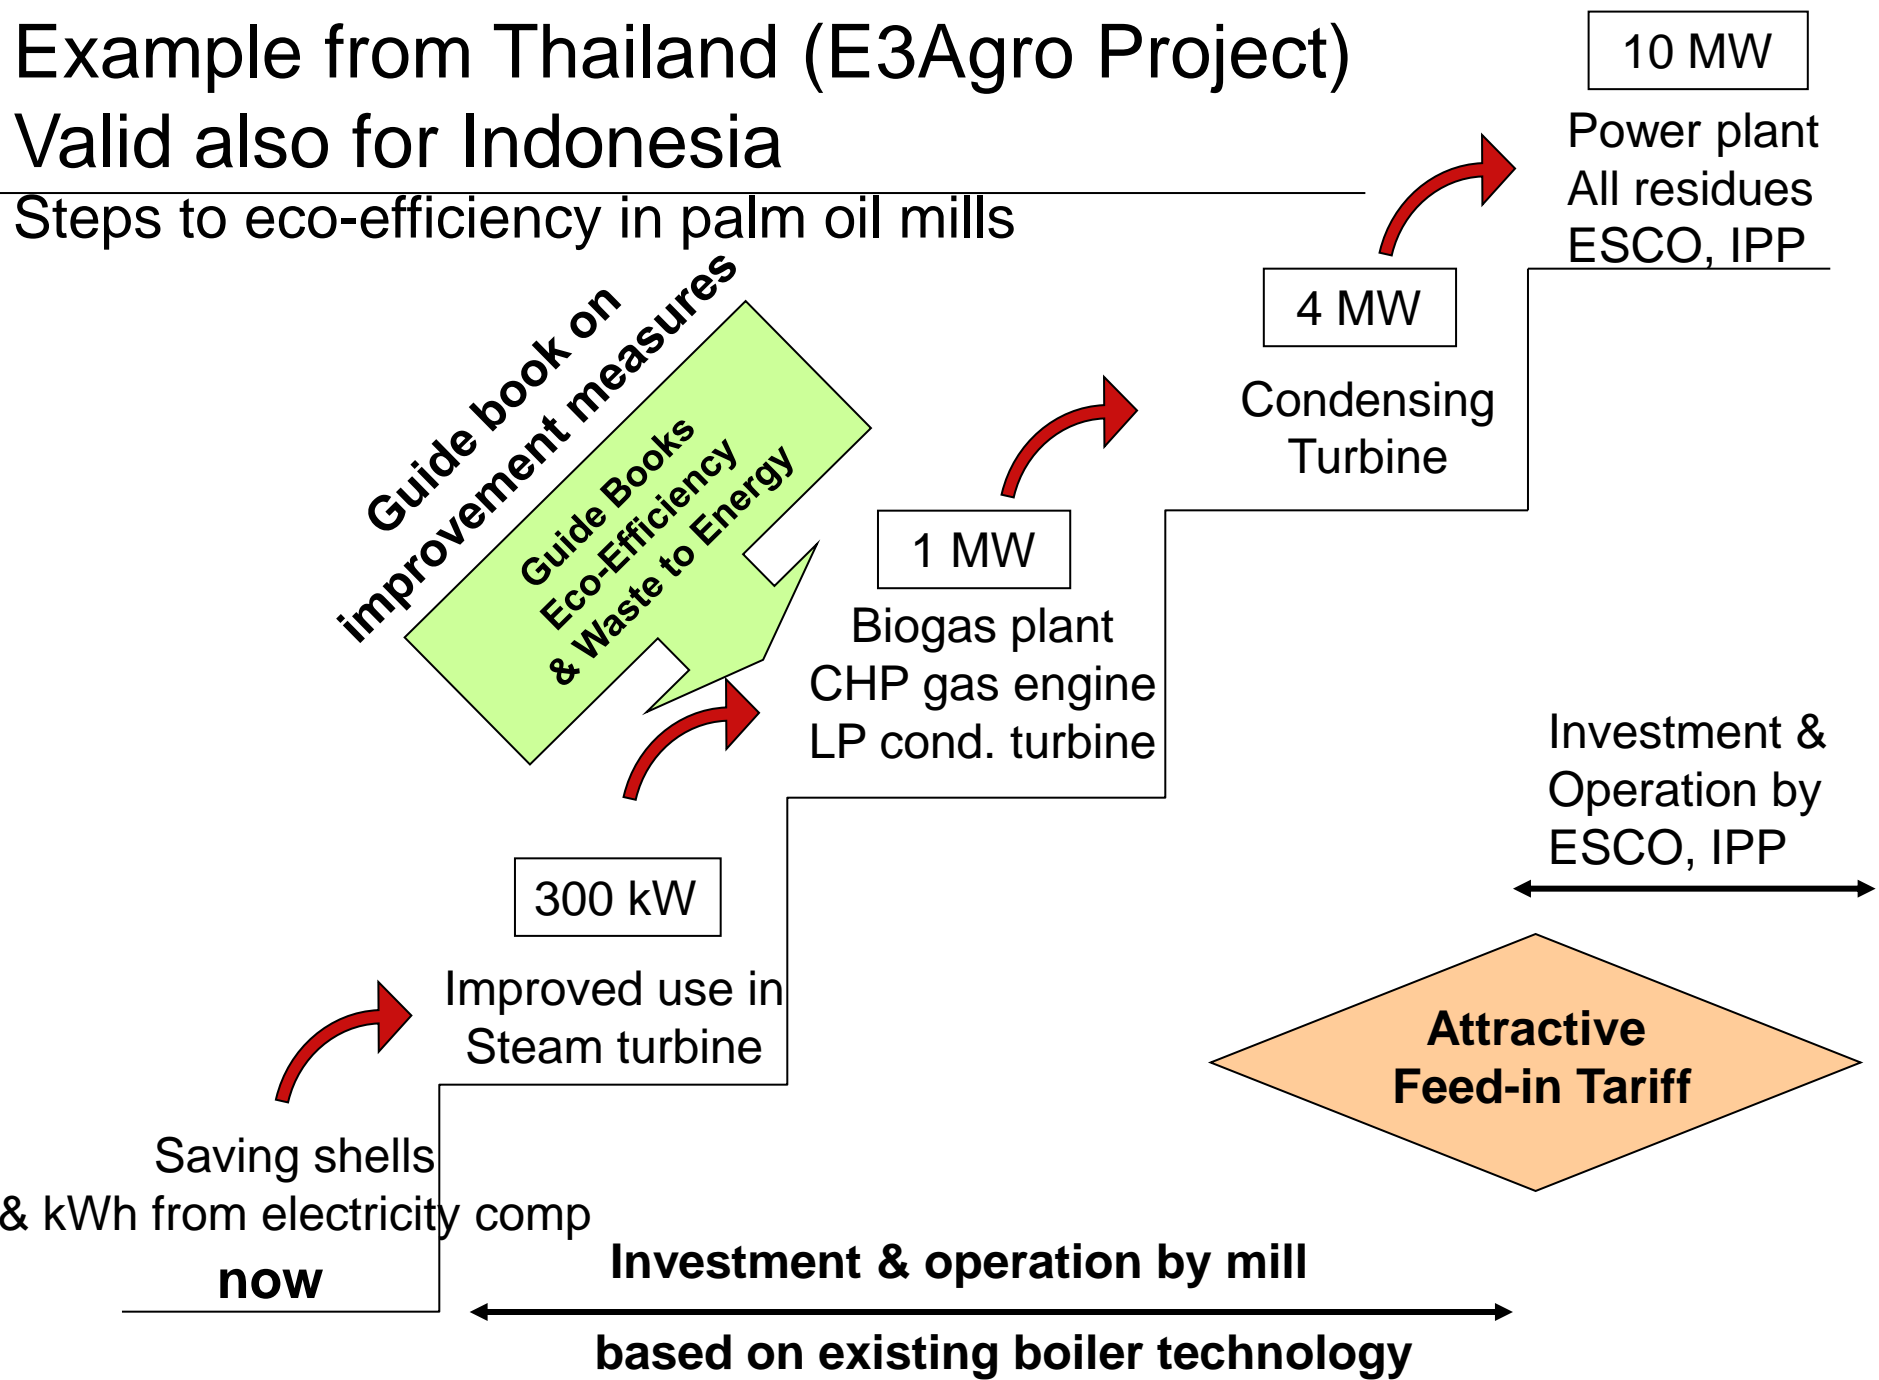 Example from Thailand (E3Agro Project)
Valid also for Indonesia
Steps to eco-efficiency in palm oil mills
10 MW
Power plant
All residues
ESCO, IPP
4 MW
Condensing
Turbine
Guide book on
improvement measures
Guide Books
Eco-Efficiency
& Waste to Energy
1 MW
Biogas plant
CHP gas engine
LP cond. turbine
Investment &
Operation by
ESCO, IPP
300 kW
Improved use in
Steam turbine
Attractive
Feed-in Tariff
Saving shells
& kWh from electricity comp
now
Investment & operation by mill
based on existing boiler technology